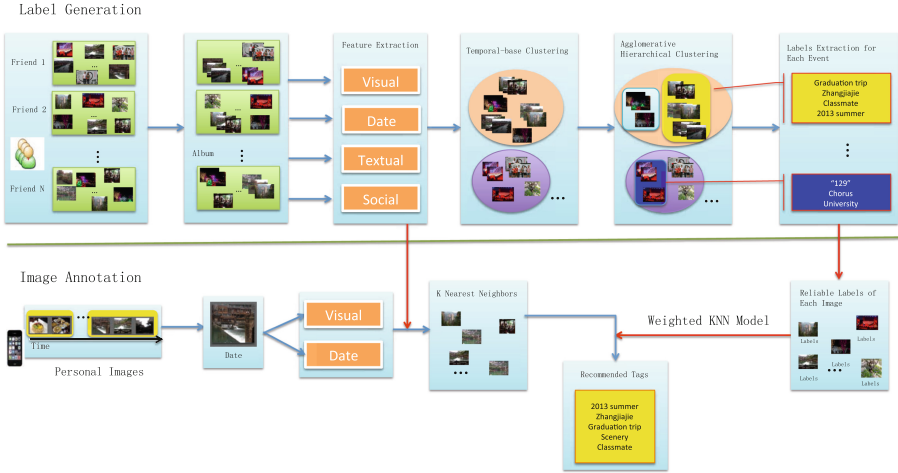 Label Generation
Friend 1
Friend 2
Friend N
Album
Feature Extraction
Visual
Date
Textual
Social
Temporal-base Clustering
Agglomerative
Hierarchical Clustering
Labels Extraction for
Each Event
Graduation trip
Zhangjiajie
Classmate
2013 summer
"129"
Chorus
University
Image Annotation
Time
Personal Images
Date
Visual
Date
K Nearest Neighbors
Weighted KNN Model
Recommended Tags
2013 summer
Zhangjiajie
Graduation trip
Scenery
Classmate
Reliable Labels of
Each Image
Labels
Labels
Labels
Labels
Labels